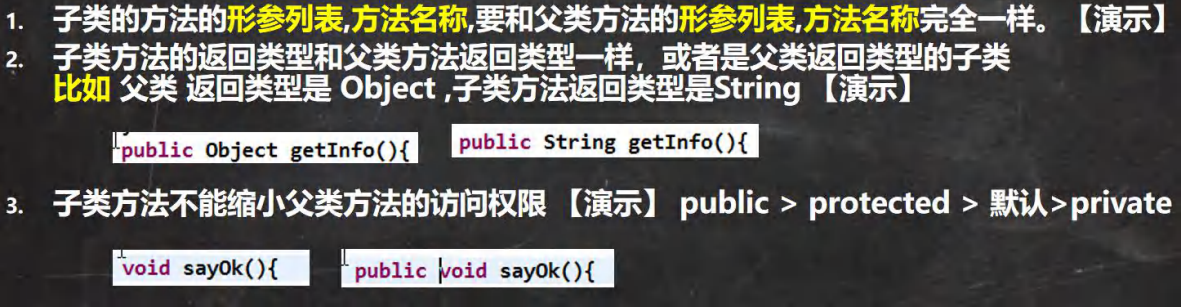 1. 子类的方法的形参列表,方法名称,要和父类方法的形参列表,方法名称完全一样。【演示】
2. 子类方法的返回类型和父类方法返回类型一样，或者是父类返回类型的子类
比如 父类 返回类型是 Object ,子类方法返回类型是String 【演示】
public Object getInfo(){ public String getInfo(){
3. 子类方法不能缩小父类方法的访问权限 【演示】 public > protected > 默认>private
void sayOk(){ public void sayOk(){